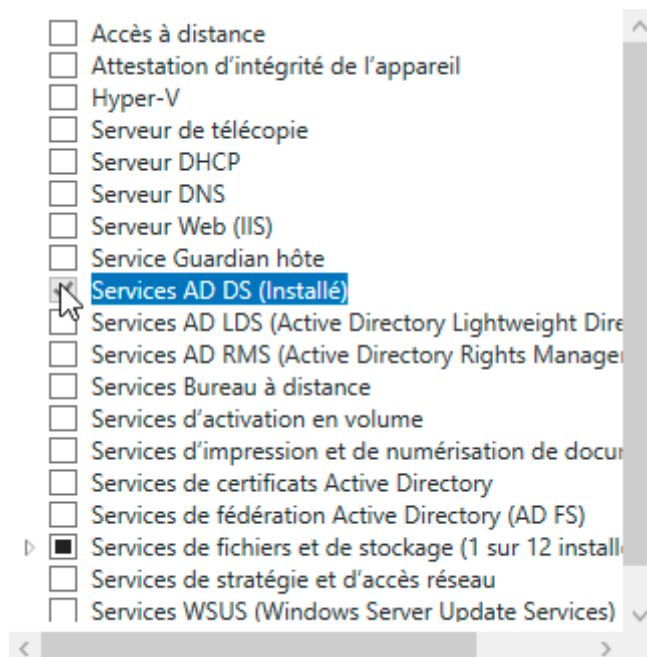 Accès à distance
Attestation d’intégrité de l’appareil
Hyper-V
Serveur de télécopie
Serveur DHCP
Serveur DNS
Serveur Web (IIS)
Service Guardian hôte
Services AD DS (Installé)
Services AD LDS (Active Directory Lightweight Dire
Services AD RMS (Active Directory Rights Manage
Services Bureau à distance
Services d’activation en volume
Services d’impression et de numérisation de docu
Services de certificats Active Directory
Services de fédération Active Directory (AD FS)
Services de fichiers et de stockage (1 sur 12 install
Services de stratégie et d’accès réseau
Services WSUS (Windows Server Update Services)